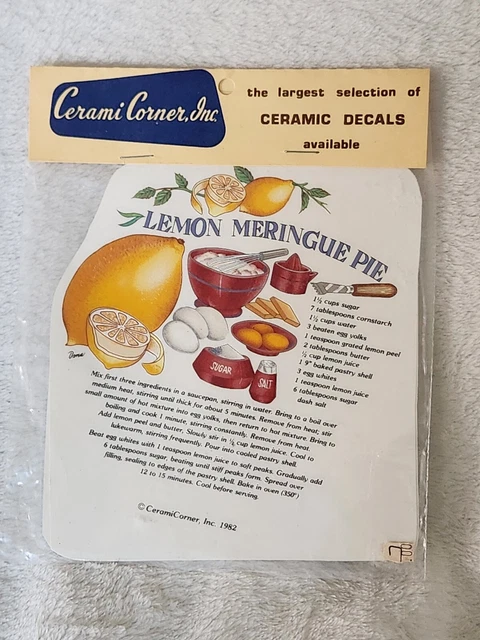 Cerami Corner, Inc.
the largest selection of
CERAMIC DECALS
available
LEMON MERINGUE PIE
1½ cups sugar
7 tablespoons cornstarch
1½ cups water
3 beaten egg yolks
1 teaspoon grated lemon peel
2 tablespoons butter
½ cup lemon juice
1 9" baked pastry shell
3 egg whites
1 teaspoon lemon juice
6 tablespoons sugar
dash salt
SUGAR
SALT
Mix first three ingredients in a saucepan, stirring in water. Bring to a boil over
medium heat, stirring until thick for about 5 minutes. Remove from heat; stir
small amount of hot mixture into egg yolks, then return to hot mixture. Bring to
boiling and cook 1 minute, stirring constantly. Remove from heat.
Add lemon peel and butter. Slowly stir in ½ cup lemon juice. Cool to
lukewarm, stirring frequently. Pour into cooled pastry shell.
Beat egg whites with 1 teaspoon lemon juice to soft peaks. Gradually add
6 tablespoons sugar, beating until stiff peaks form. Spread over
filling, sealing to edges of the pastry shell. Bake in oven (350°)
12 to 15 minutes. Cool before serving.
© CeramiCorner, Inc. 1982